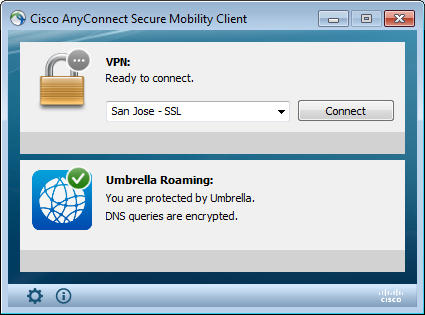 Cisco AnyConnect Secure Mobility Client
VPN:
Ready to connect.
San Jose - SSL
Connect
Umbrella Roaming:
You are protected by Umbrella.
DNS queries are encrypted.
CISCO